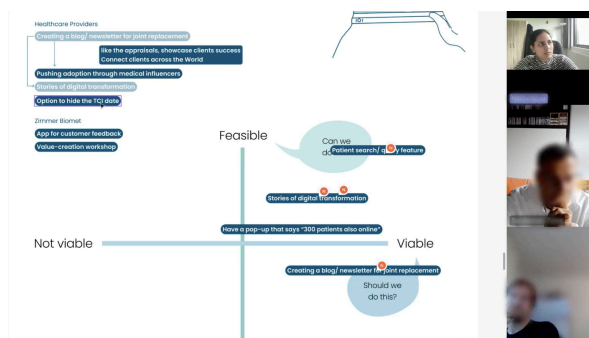 Healthcare Providers
Creating a blog/ newsletter for joint replacement
like the appraisals, showcase clients success
Connect clients across the World
Pushing adoption through medical influencers
Stories of digital transformation
Option to hide the TCI date
Zimmer Biomet
App for customer feedback
Value-creation workshop
Feasible
Can we
Patient search/ feature
Stories of digital transformation
Have a pop-up that says "300 patients also online"
Not viable
Viable
Creating a blog/ newsletter for joint replacement
Should we
do this?